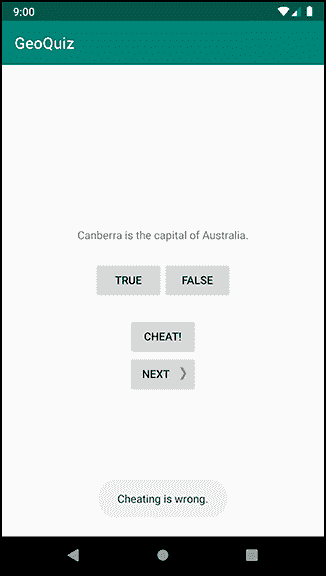 9:00
GeoQuiz
Canberra is the capital of Australia.
TRUE FALSE
CHEAT!
NEXT
Cheating is wrong.